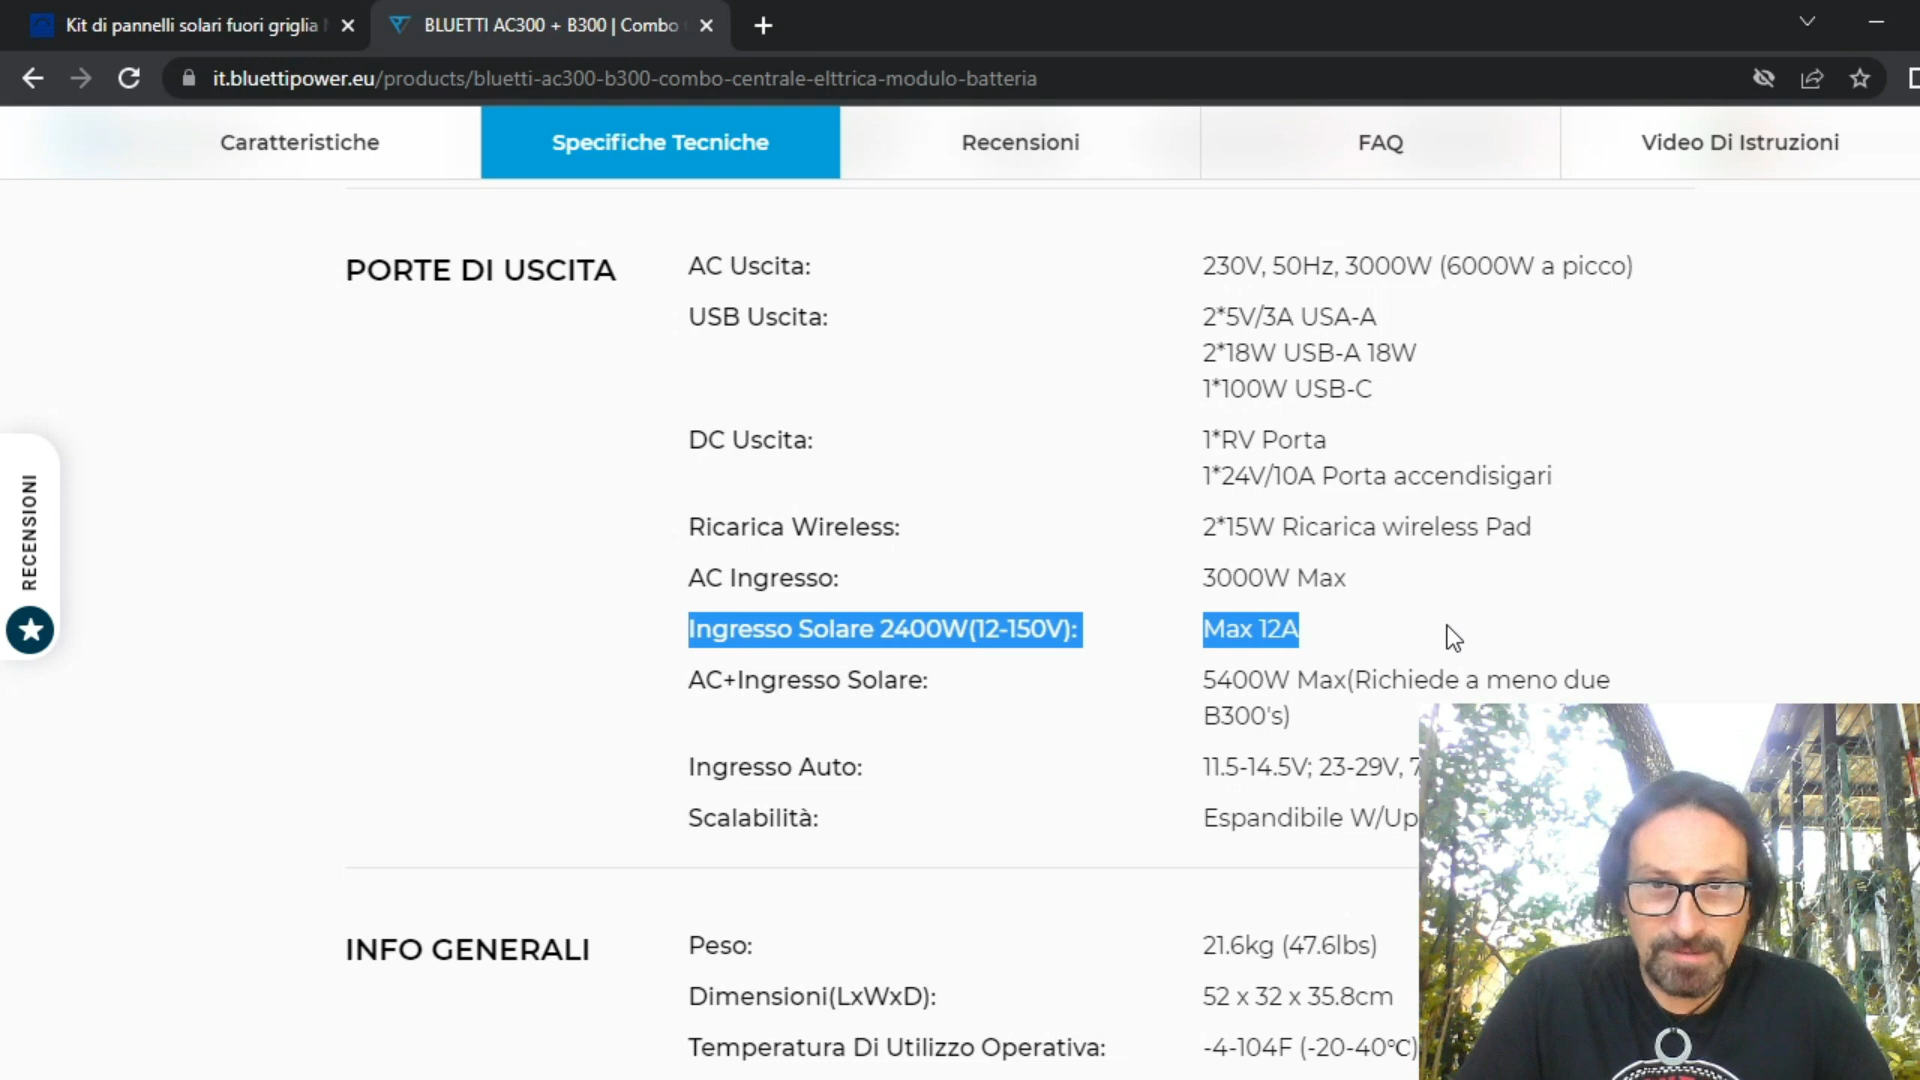 Kit di pannelli solari fuori griglia
BLUETTI AC300 + B300 | Combo
it.bluettipower.eu/products/bluetti-ac300-b300-combo-centrale-elttrica-modulo-batteria
Caratteristiche
Specifiche Tecniche
Recensioni
FAQ
Video Di Istruzioni
PORTE DI USCITA
AC Uscita: 230V, 50Hz, 3000W (6000W a picco)
USB Uscita: 2*5V/3A USA-A
2*18W USB-A 18W
1*100W USB-C
DC Uscita: 1*RV Porta
1*24V/10A Porta accendisigari
Ricarica Wireless: 2*15W Ricarica wireless Pad
AC Ingresso: 3000W Max
Ingresso Solare 2400W(12-150V): Max 12A
AC+Ingresso Solare: 5400W Max(Richiede a meno due
B300's)
Ingresso Auto: 11.5-14.5V; 23-29V, 7
Scalabilità: Espandibile W/Up
RECENSIONI
INFO GENERALI
Peso: 21.6kg (47.6lbs)
Dimensioni(LxWxD): 52 x 32 x 35.8cm
Temperatura Di Utilizzo Operativa: -4-104F (-20-40℃)